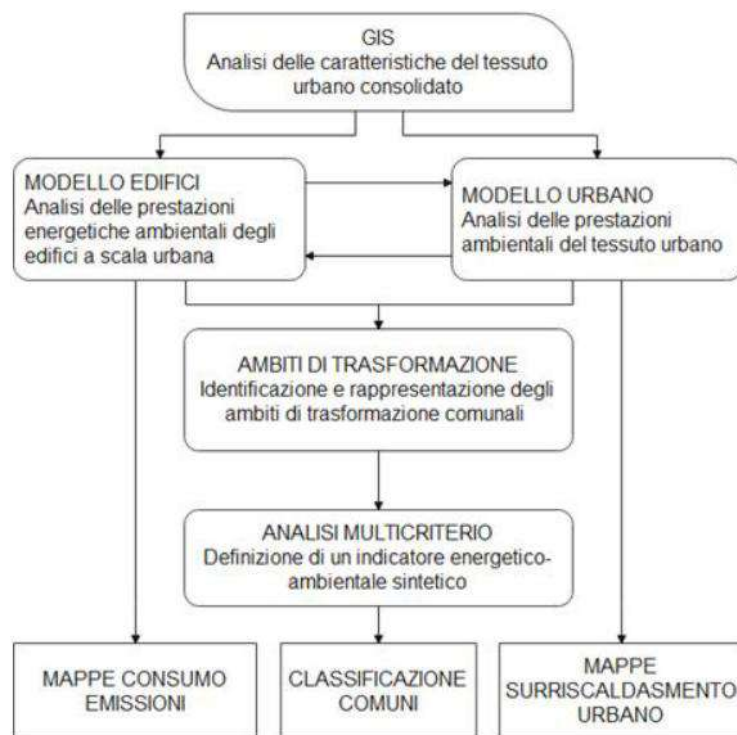 GIS
Analisi delle caratteristiche del tessuto
urbano consolidato
MODELLO EDIFICI
Analisi delle prestazioni
energetiche ambientali degli
edifici a scala urbana
MODELLO URBANO
Analisi delle prestazioni
ambientali del tessuto urbano
AMBITI DI TRASFORMAZIONE
Identificazione e rappresentazione degli
ambiti di trasformazione comunali
ANALISI MULTICRITERIO
Definizione di un indicatore energetico-
ambientale sintetico
MAPPE CONSUMO
EMISSIONI
CLASSIFICAZIONE
COMUNI
MAPPE
SURRISCALDASMENTO
URBANO